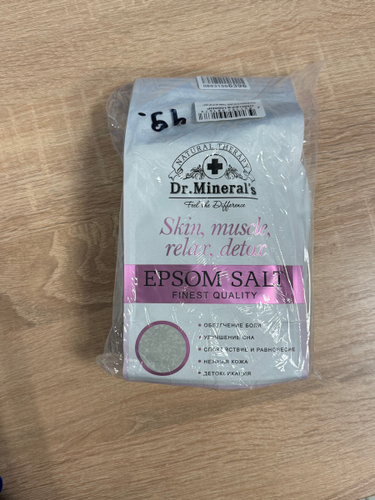 NATURAL THERAPY
Dr.Mineral's
Feel the Difference
Skin, muscle,
relax, detox
EPSOM SALT
FINEST QUALITY
• ОБЛЕГЧЕНИЕ БОЛИ
• УЛУЧШЕНИЕ СНА
• СПОКОЙСТВИЕ И РАВНОВЕСИЕ
• НЕЖНАЯ КОЖА
• ДЕТОКСИКАЦИЯ